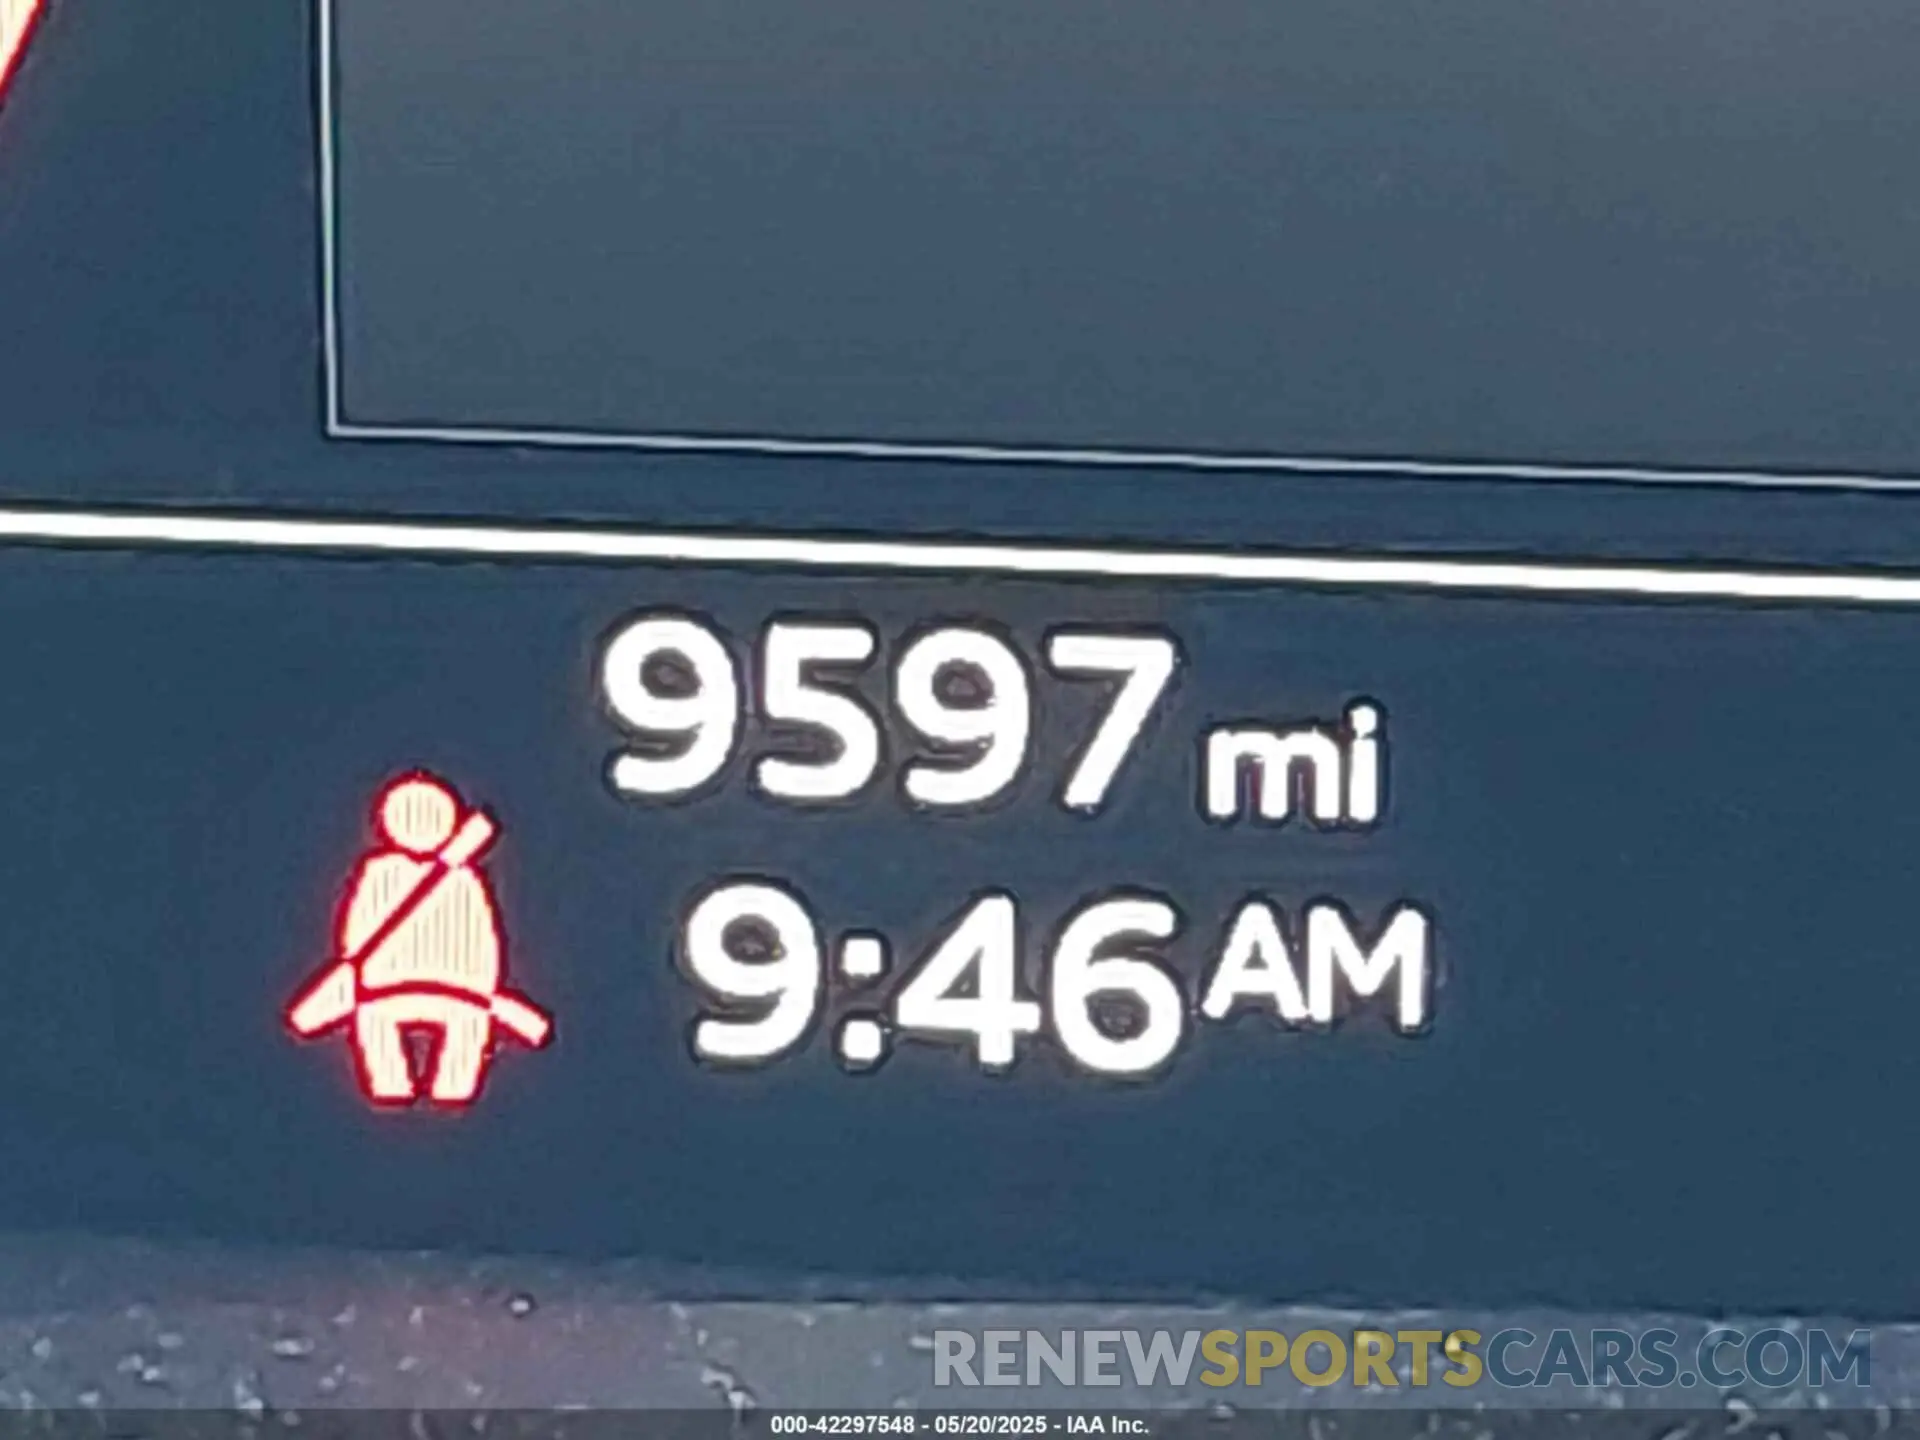 9597 mi
9:46 AM
RENEWSPORTSCARS.COM
000-42297548 - 05/20/2025 - IAA Inc.